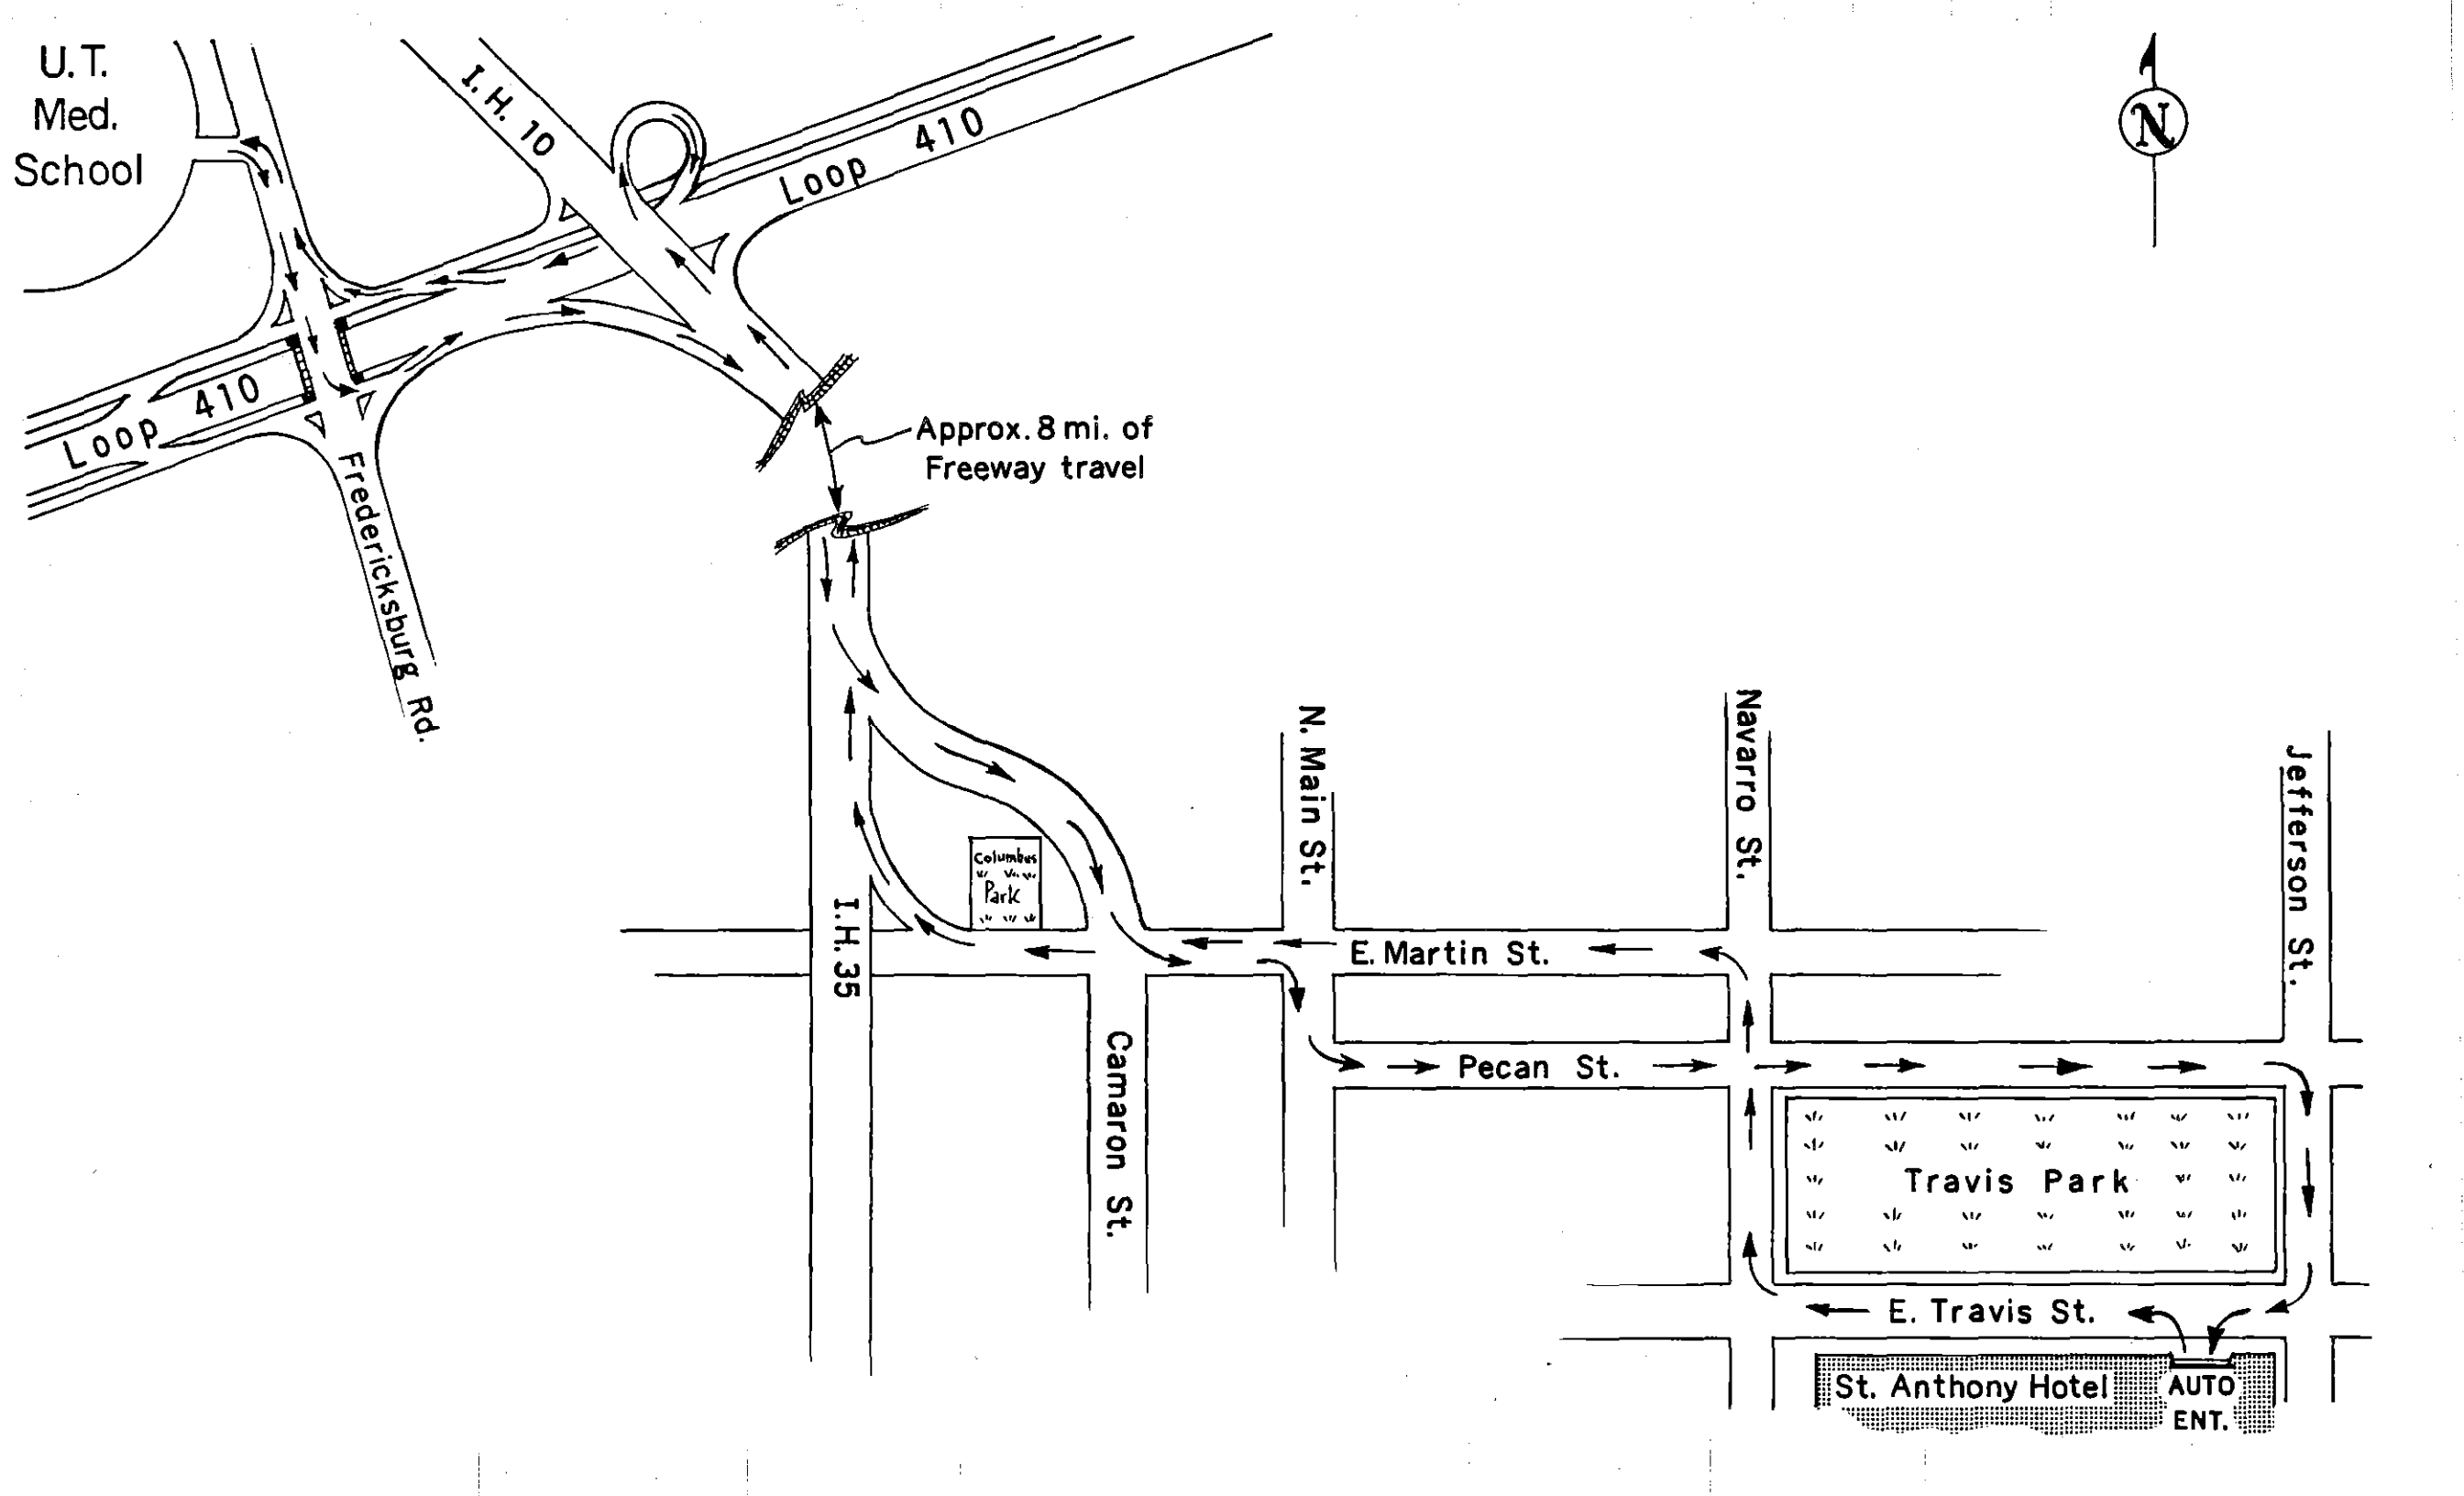 U.T.
Med.
School
I.H. 10
Loop 410
N
Loop 410
Fredericksburg Rd.
Approx. 8 mi. of
Freeway travel
Columbus
Park
I.H. 35
N. Main St.
Navarro St.
Jefferson St.
E. Martin St.
Camaron St.
Pecan St.
Travis Park
E. Travis St.
St. Anthony Hotel
AUTO
ENT.